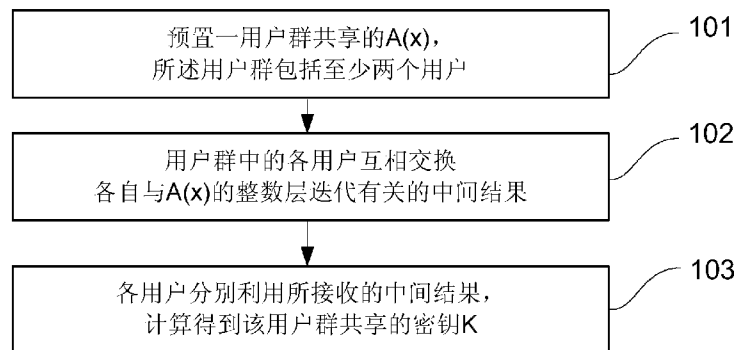 预置一用户群共享的A(x)，
所述用户群包括至少两个用户
101
用户群中的各用户互相交换
各自与A(x)的整数层迭代有关的中间结果
102
各用户分别利用所接收的中间结果，
计算得到该用户群共享的密钥K
103